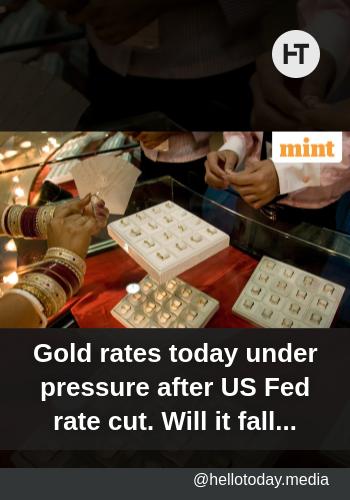 HT
mint
Gold rates today under
pressure after US Fed
rate cut. Will it fall...
@hellotoday.media